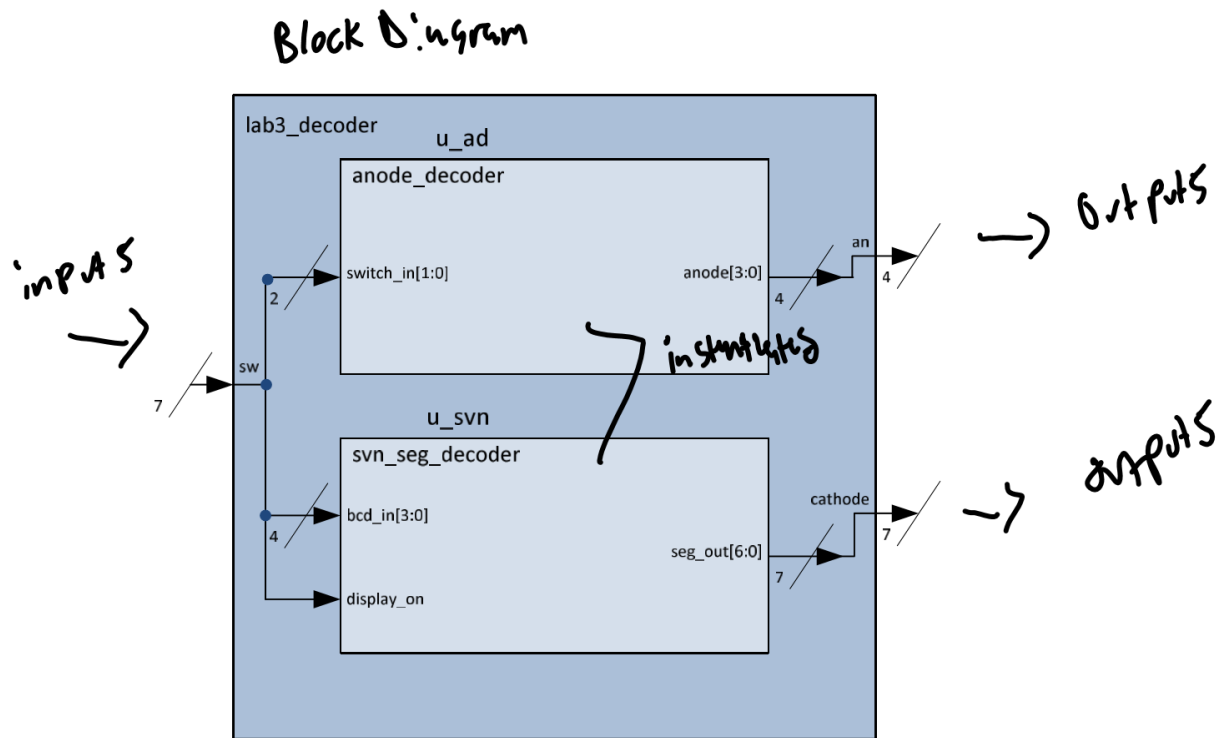 Block Diagram
lab3_decoder
u_ad
anode_decoder
inputs
switch_in[1:0]
2
anode[3:0]
4
an
4
Outputs
instantiated
sw
7
u_svn
svn_seg_decoder
bcd_in[3:0]
4
display_on
seg_out[6:0]
7
cathode
7
outputs